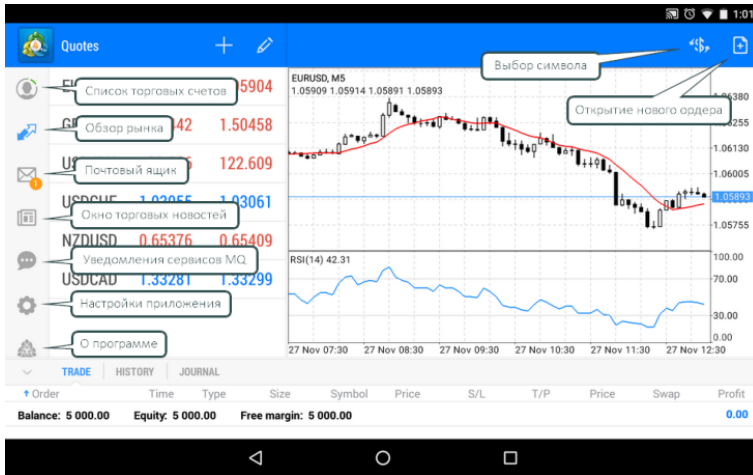 1:01
Quotes
Выбор символа
Открытие нового ордера
Список торговых счетов
5904
Обзор рынка
42 1.50458
Почтовый ящик
122.609
USDCHF 1.03055 1.03061
Окно торговых новостей
NZDUSD 0.65376 0.65409
Уведомления сервисов MQ
USDCAD 1.33281 1.33299
Настройки приложения
О программе
EURUSD, M5
1.05909 1.05914 1.05891 1.05893
1.06380
1.06255
1.06130
1.06005
1.05893
1.05755
RSI(14) 42.31
100.00
70.00
30.00
0.00
27 Nov 07:30 27 Nov 08:30 27 Nov 09:30 27 Nov 10:30 27 Nov 11:30 27 Nov 12:30
TRADE HISTORY JOURNAL
↑ Order Time Type Size Symbol Price S/L T/P Price Swap Profit
Balance: 5 000.00 Equity: 5 000.00 Free margin: 5 000.00 0.00